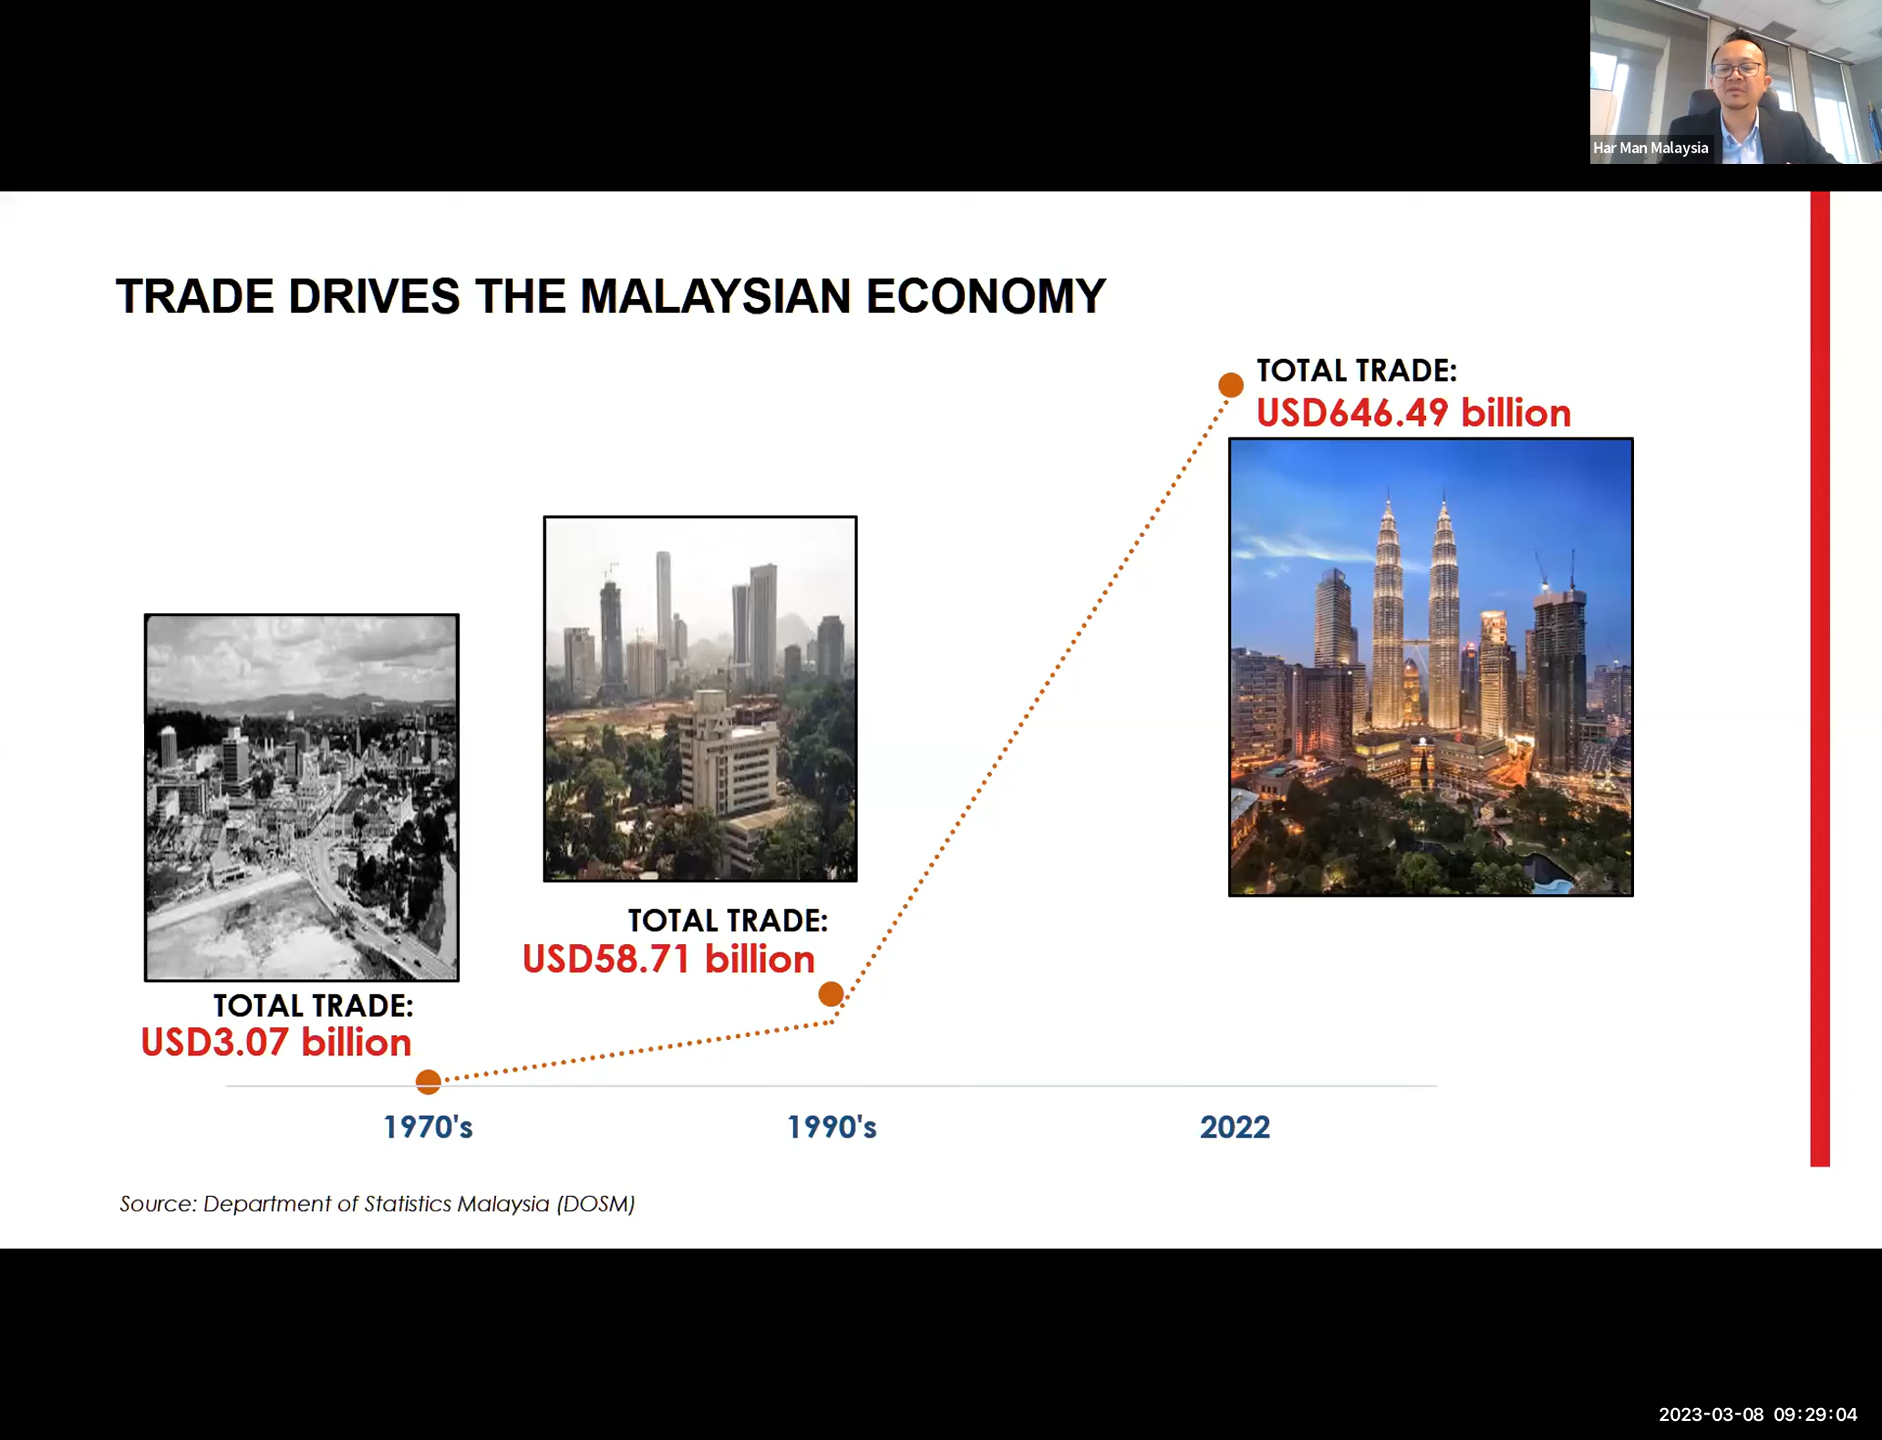 Har Man Malaysia
TRADE DRIVES THE MALAYSIAN ECONOMY
TOTAL TRADE:
USD646.49 billion
TOTAL TRADE:
USD58.71 billion
TOTAL TRADE:
USD3.07 billion
1970's
1990's
2022
Source: Department of Statistics Malaysia (DOSM)
2023-03-08 09:29:04